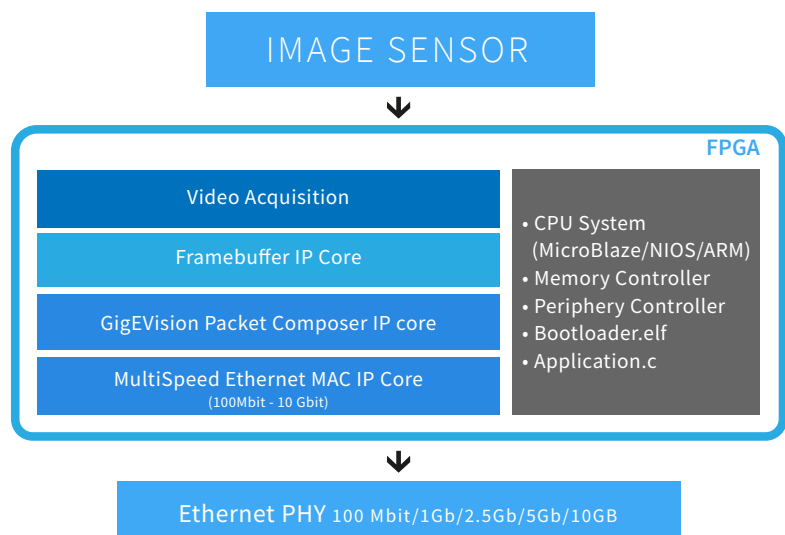 IMAGE SENSOR
FPGA
Video Acquisition
Framebuffer IP Core
GigEVision Packet Composer IP core
MultiSpeed Ethernet MAC IP Core
(100Mbit - 10 Gbit)
• CPU System
(MicroBlaze/NIOS/ARM)
• Memory Controller
• Periphery Controller
• Bootloader.elf
• Application.c
Ethernet PHY 100 Mbit/1Gb/2.5Gb/5Gb/10GB